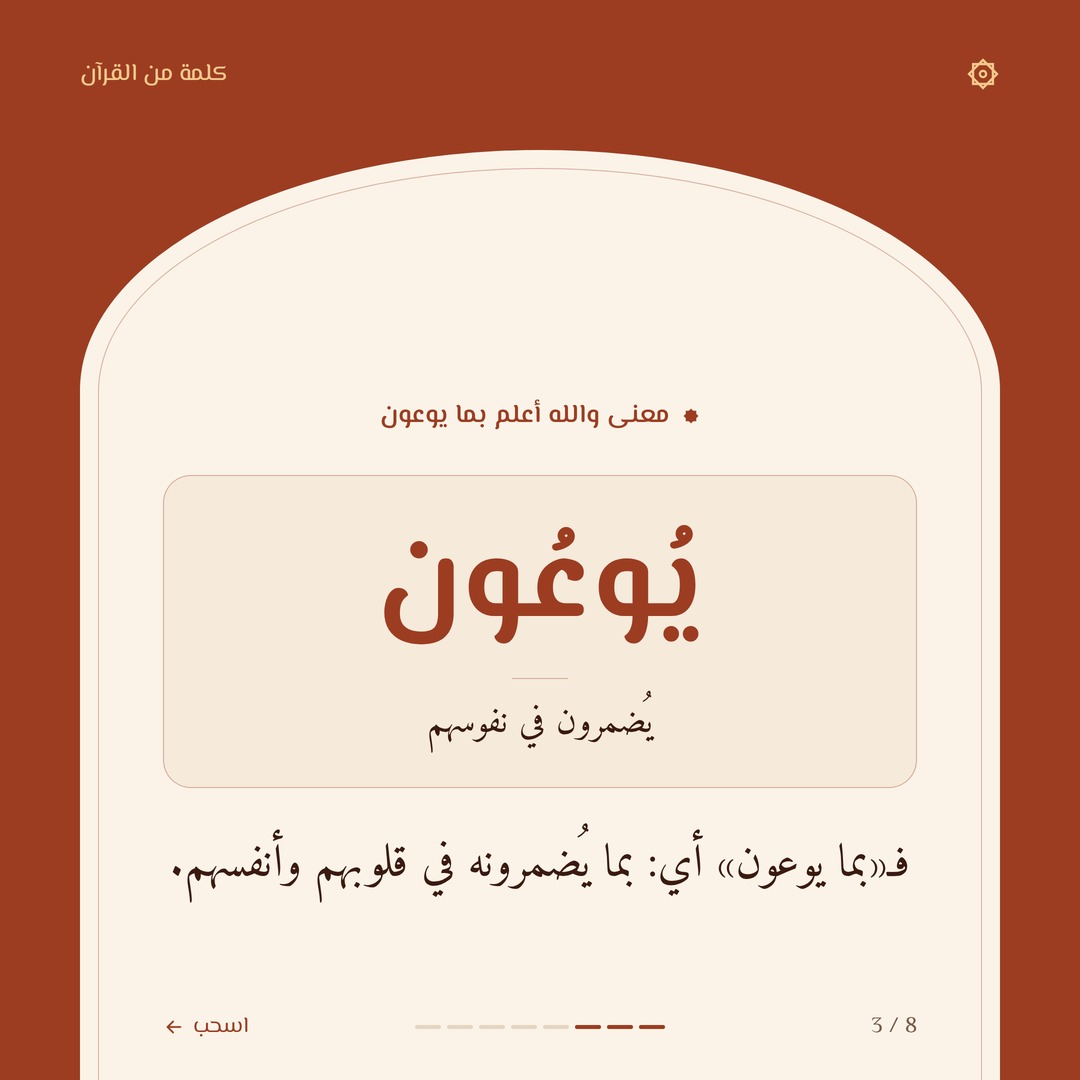 كلمة من القرآن
معنى والله أعلم بما يوعون
يُوعُون
يُضمرون في نفوسهم
فـ«بما يوعون» أي: بما يُضمرونه في قلوبهم وأنفسهم.
3 / 8
اسحب ←